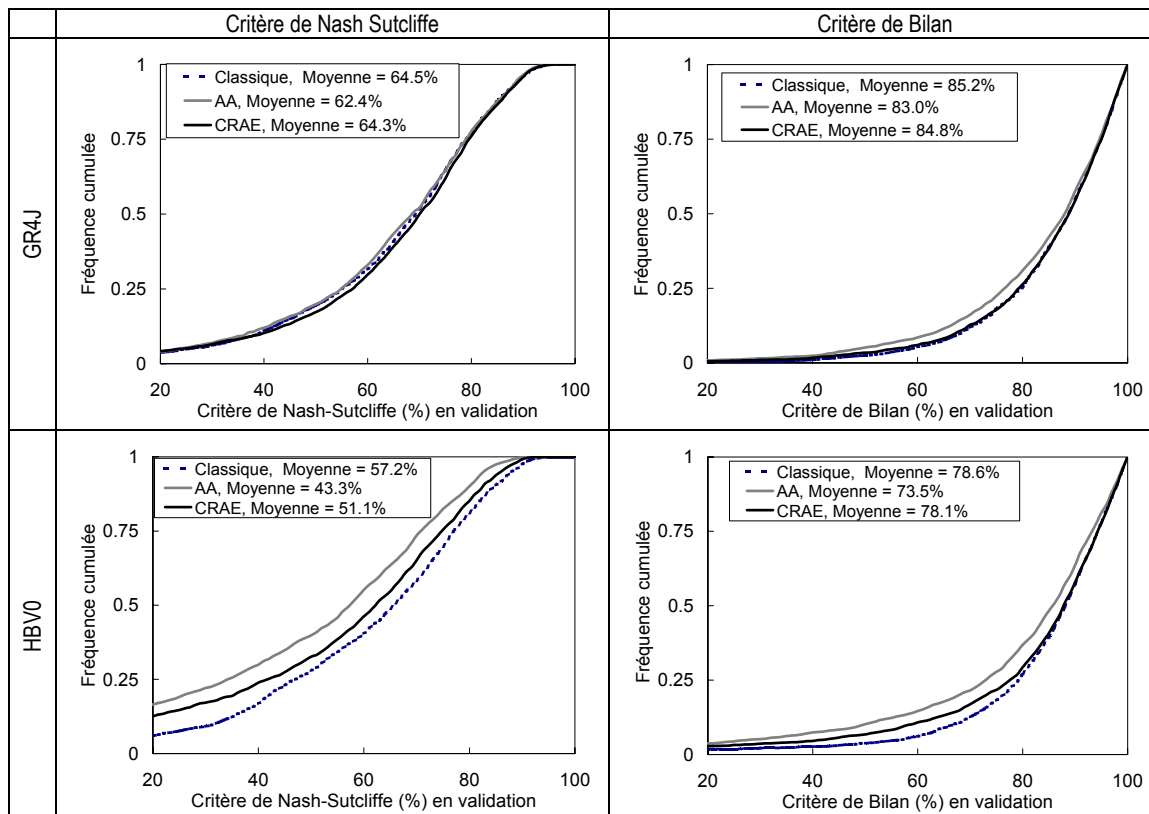 Critère de Nash Sutcliffe
Critère de Bilan
GR4J
Fréquence cumulée
1
0.75
0.5
0.25
0
Classique, Moyenne = 64.5%
AA, Moyenne = 62.4%
CRAE, Moyenne = 64.3%
20 40 60 80 100
Critère de Nash-Sutcliffe (%) en validation
Fréquence cumulée
1
0.75
0.5
0.25
0
Classique, Moyenne = 85.2%
AA, Moyenne = 83.0%
CRAE, Moyenne = 84.8%
20 40 60 80 100
Critère de Bilan (%) en validation
HBV0
Fréquence cumulée
1
0.75
0.5
0.25
0
Classique, Moyenne = 57.2%
AA, Moyenne = 43.3%
CRAE, Moyenne = 51.1%
20 40 60 80 100
Critère de Nash-Sutcliffe (%) en validation
Fréquence cumulée
1
0.75
0.5
0.25
0
Classique, Moyenne = 78.6%
AA, Moyenne = 73.5%
CRAE, Moyenne = 78.1%
20 40 60 80 100
Critère de Bilan (%) en validation